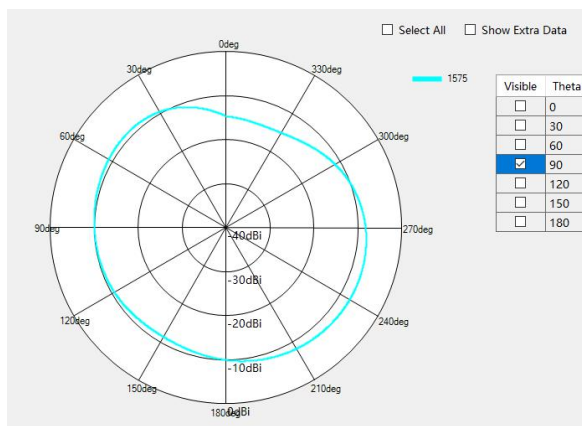 Select All
Show Extra Data
0deg
30deg
330deg
1575
Visible
Theta
0
30
60
90
120
150
180
60deg
300deg
90deg
270deg
-40dBi
-30dBi
120deg
240deg
-20dBi
-10dBi
150deg
210deg
180deg
0dBi